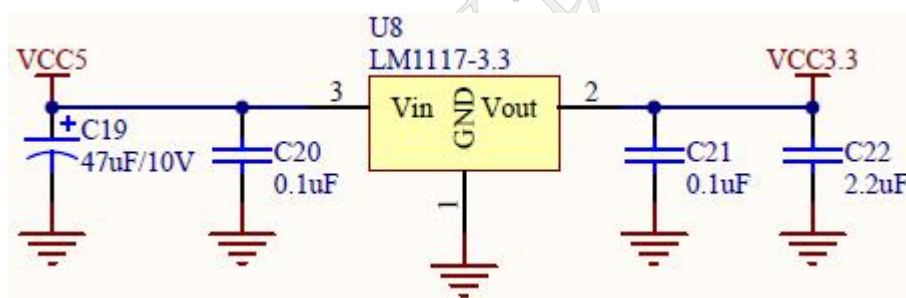 U8
LM1117-3.3
VCC5
VCC3.3
3
Vin
GND
Vout
2
C19
47uF/10V
C20
0.1uF
1
C21
0.1uF
C22
2.2uF